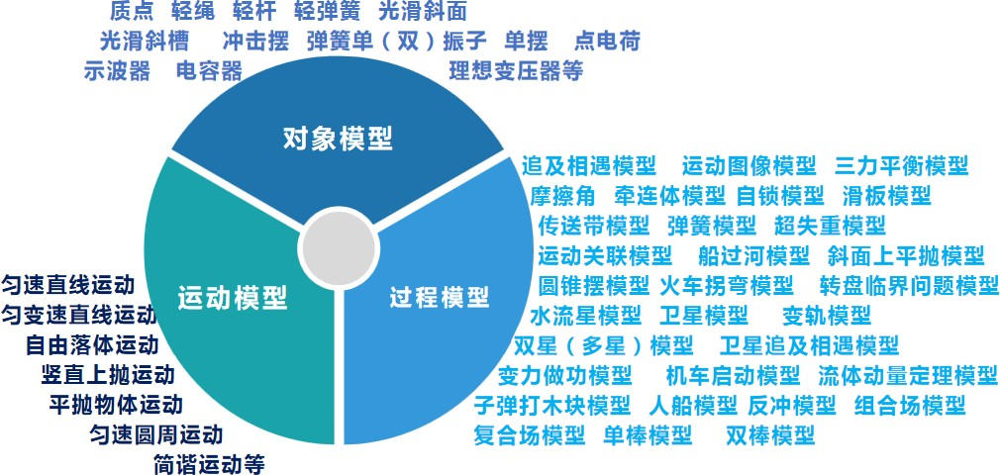 质点 轻绳 轻杆 轻弹簧 光滑斜面
光滑斜槽 冲击摆 弹簧单（双）振子 单摆 点电荷
示波器 电容器 理想变压器等
对象模型
追及相遇模型 运动图像模型 三力平衡模型
摩擦角 牵连体模型 自锁模型 滑板模型
传送带模型 弹簧模型 超失重模型
运动关联模型 船过河模型 斜面上平抛模型
圆锥摆模型 火车拐弯模型 转盘临界问题模型
水流星模型 卫星模型 变轨模型
双星（多星）模型 卫星追及相遇模型
变力做功模型 机车启动模型 流体动量定理模型
子弹打木块模型 人船模型 反冲模型 组合场模型
复合场模型 单棒模型 双棒模型
过程模型
运动模型
匀速直线运动
匀变速直线运动
自由落体运动
竖直上抛运动
平抛物体运动
匀速圆周运动
简谐运动等